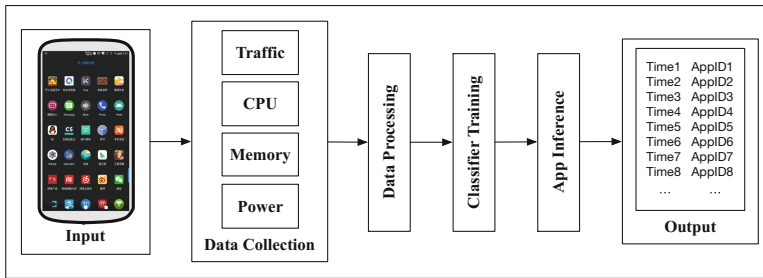 Input
Traffic
CPU
Memory
Power
Data Collection
Data Processing
Classifier Training
App Inference
Time1 AppID1
Time2 AppID2
Time3 AppID3
Time4 AppID4
Time5 AppID5
Time6 AppID6
Time7 AppID7
Time8 AppID8
... ...
Output